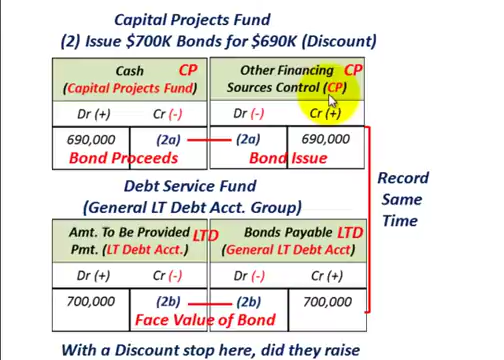 Capital Projects Fund
(2) Issue $700K Bonds for $690K (Discount)
Cash CP
(Capital Projects Fund)
Other Financing CP
Sources Control (CP)
Dr (+) Cr (-) Dr (-) Cr (+)
690,000 (2a) (2a) 690,000
Bond Proceeds Bond Issue
Record
Same
Time
Debt Service Fund
(General LT Debt Acct. Group)
Amt. To Be Provided LTD
Pmt. (LT Debt Acct.)
Bonds Payable LTD
(General LT Debt Acct)
Dr (+) Cr (-) Dr (-) Cr (+)
700,000 (2b) (2b) 700,000
Face Value of Bond
With a Discount stop here, did they raise